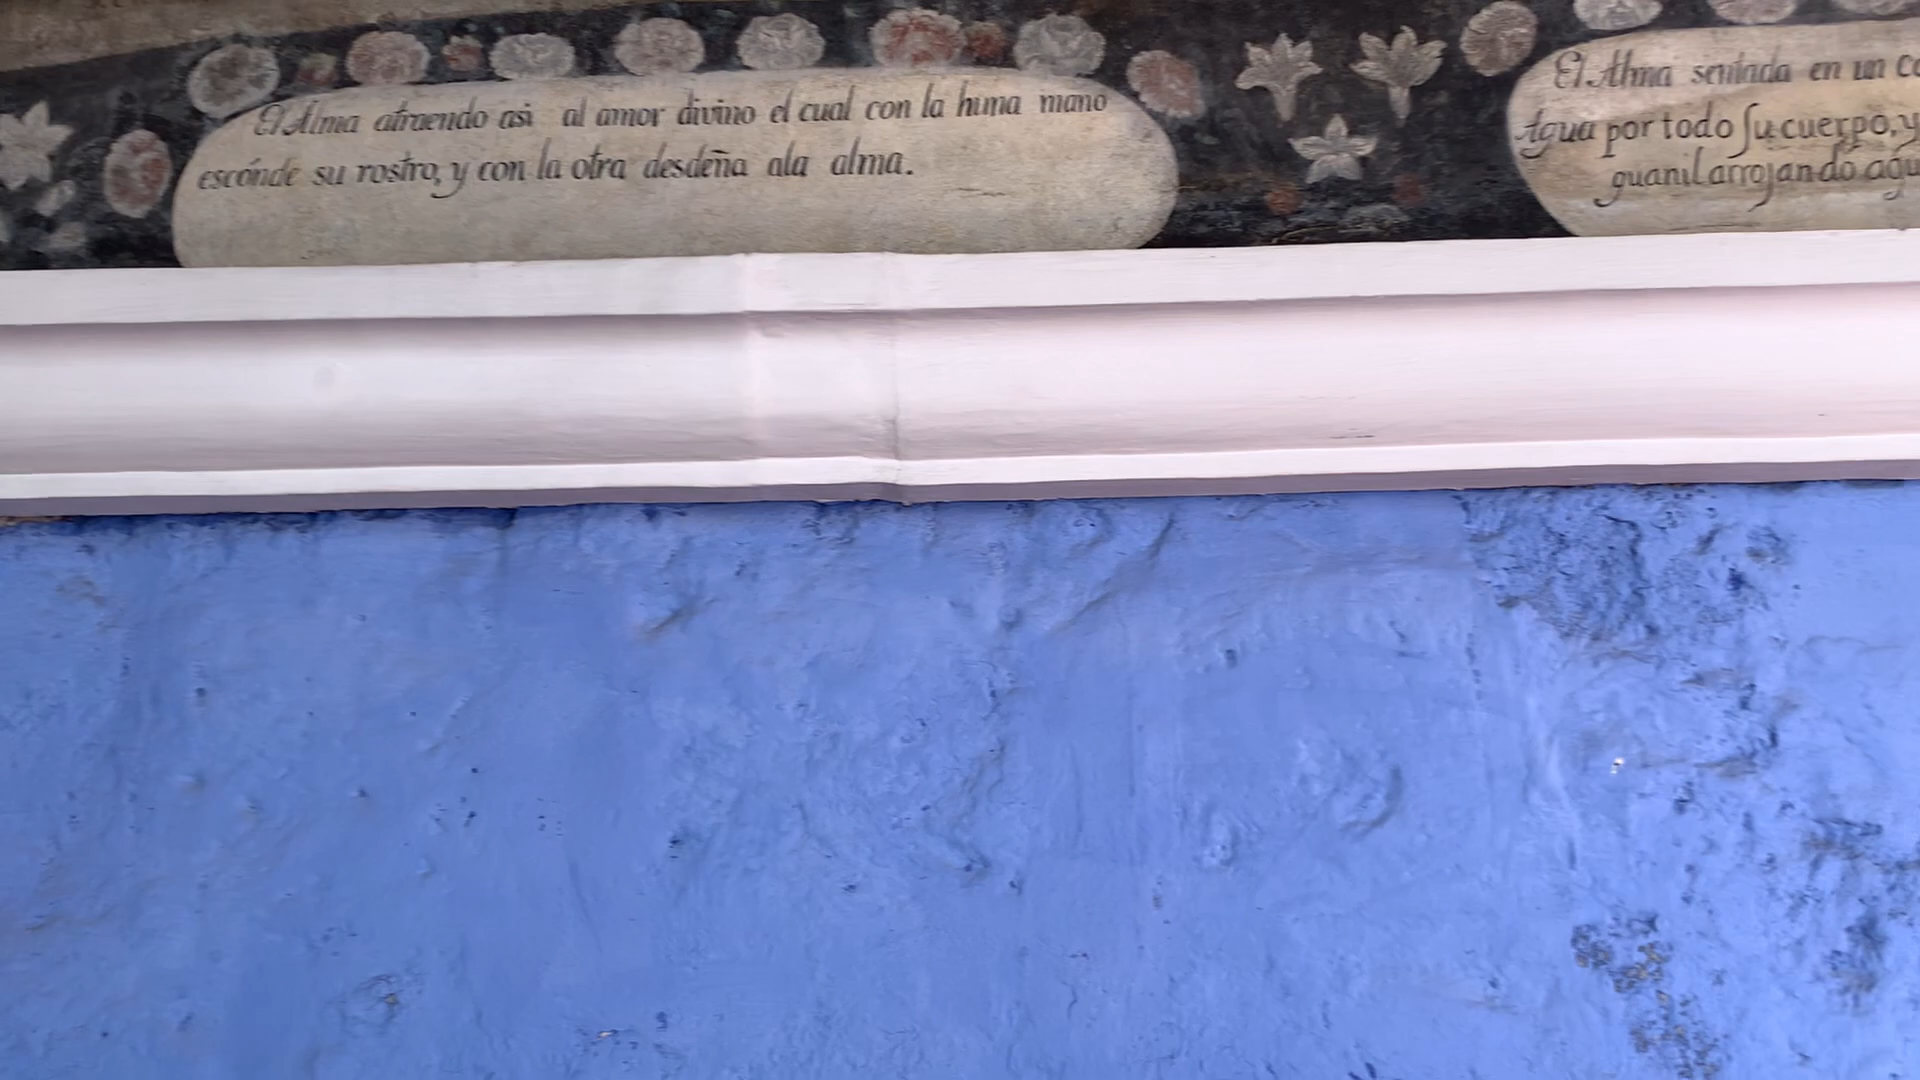 El Alma atraendo asi al amor divino el cual con la huna mano
escónde su rostro, y con la otra desdeña ala alma.
El Alma sentada en un
Agua por todo Su cuerpo, y
guanil arrojando